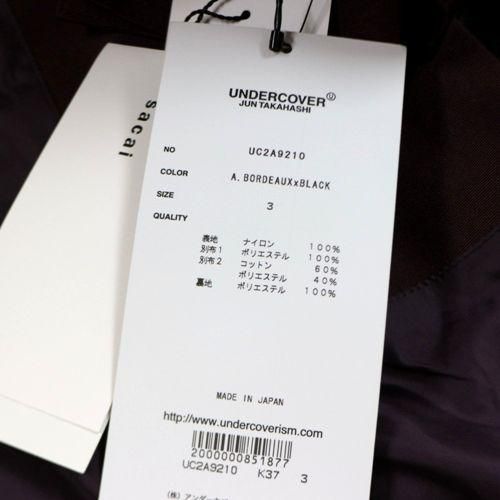 sacai
UNDERCOVER
JUN TAKAHASHI
NO UC2A9210
COLOR A.BORDEAUXxBLACK
SIZE 3
QUALITY
表地 ナイロン 100%
別布1 ポリエステル 100%
別布2 コットン 60%
ポリエステル 40%
裏地 ポリエステル 100%
MADE IN JAPAN
http://www.undercoverism.com
2000000851877
UC2A9210 K37 3